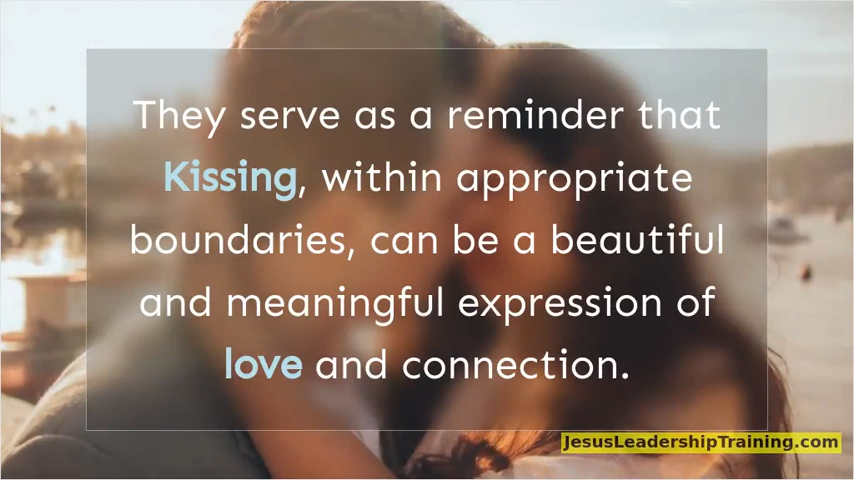 They serve as a reminder that
Kissing, within appropriate
boundaries, can be a beautiful
and meaningful expression of
love and connection.
JesusLeadershipTraining.com